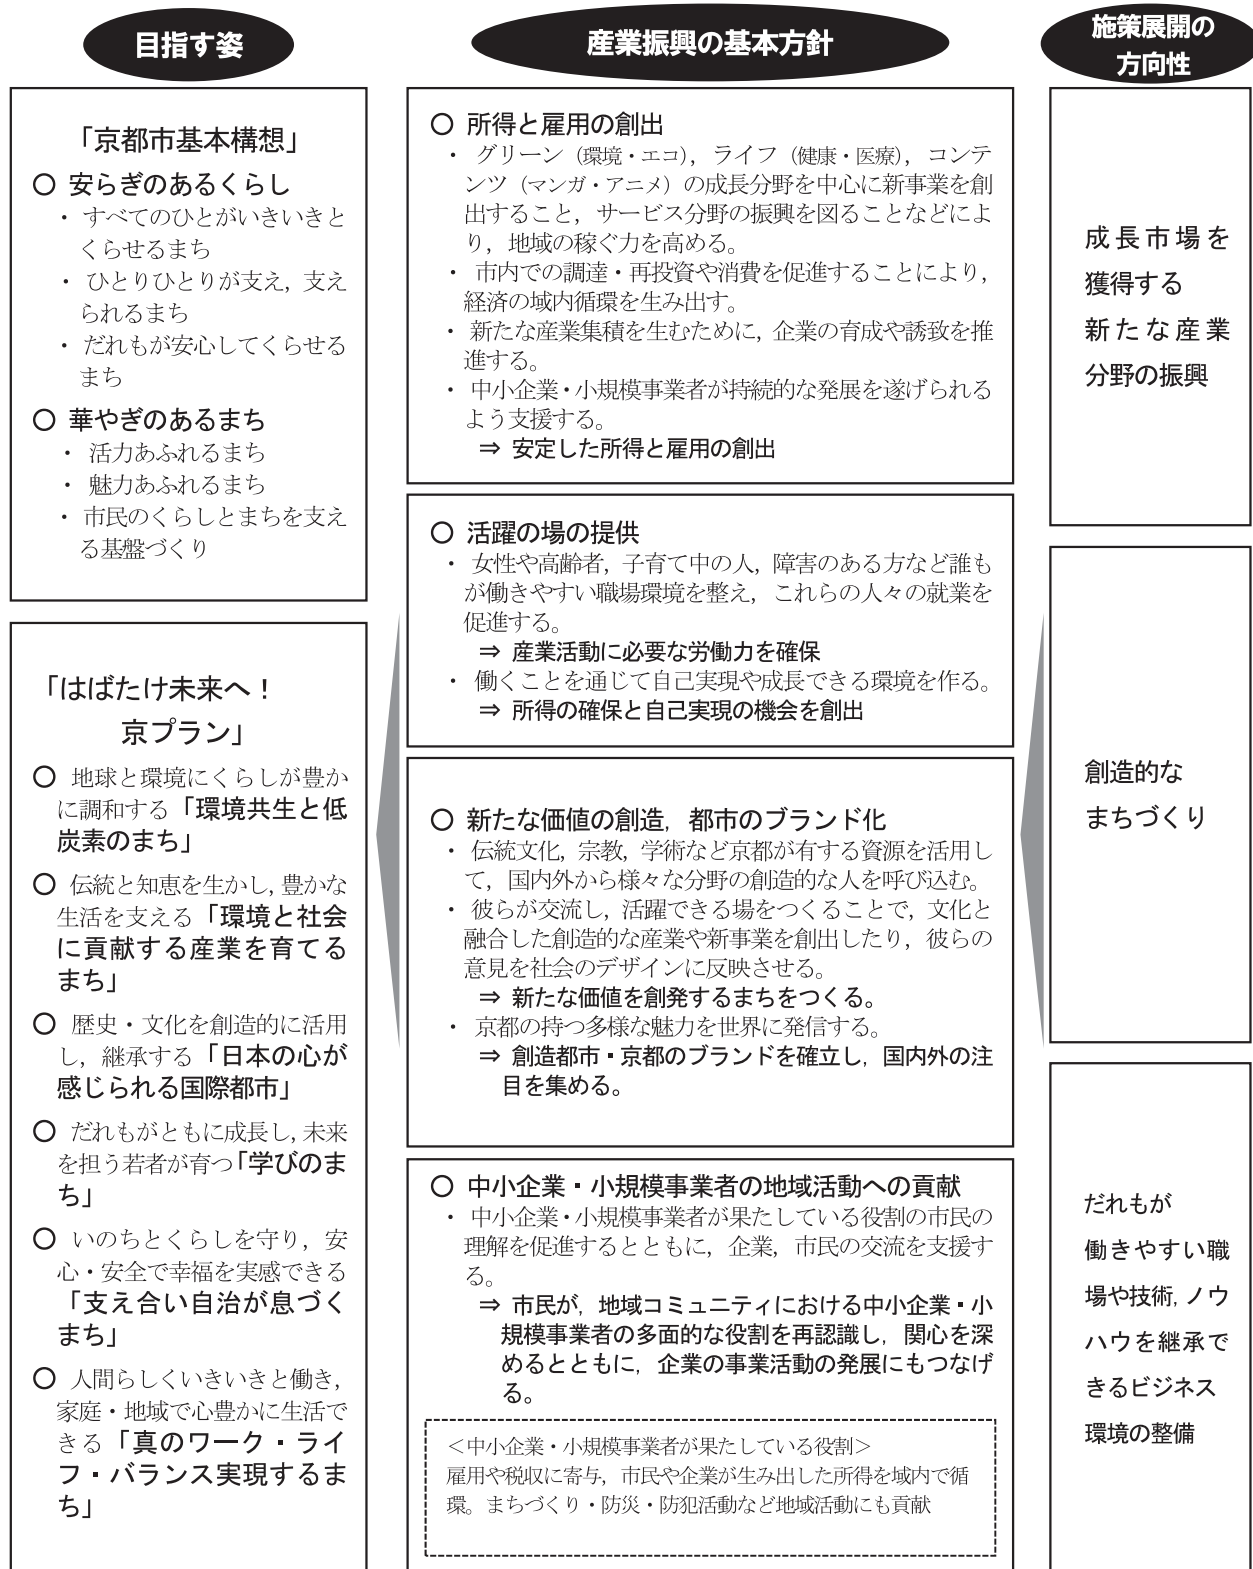 目指す姿
「京都市基本構想」
○ 安らぎのあるくらし
・ すべてのひとがいきいきと
くらせるまち
・ ひとりひとりが支え，支え
られるまち
・ だれもが安心してくらせる
まち
○ 華やぎのあるまち
・ 活力あふれるまち
・ 魅力あふれるまち
・ 市民のくらしとまちを支え
る基盤づくり
「はばたけ未来へ！
京プラン」
○ 地球と環境にくらしが豊か
に調和する「環境共生と低
炭素のまち」
○ 伝統と知恵を生かし，豊かな
生活を支える「環境と社会
に貢献する産業を育てる
まち」
○ 歴史・文化を創造的に活用
し，継承する「日本の心が
感じられる国際都市」
○ だれもがともに成長し，未来
を担う若者が育つ「学びのま
ち」
○ いのちとくらしを守り，安
心・安全で幸福を実感できる
「支え合い自治が息づく
まち」
○ 人間らしくいきいきと働き，
家庭・地域で心豊かに生活で
きる「真のワーク・ライ
フ・バランス実現するま
ち」
産業振興の基本方針
○ 所得と雇用の創出
・ グリーン（環境・エコ），ライフ（健康・医療），コンテ
ンツ（マンガ・アニメ）の成長分野を中心に新事業を創
出すること，サービス分野の振興を図ることなどによ
り，地域の稼ぐ力を高める。
・ 市内での調達・再投資や消費を促進することにより，
経済の域内循環を生み出す。
・ 新たな産業集積を生むために，企業の育成や誘致を推
進する。
・ 中小企業・小規模事業者が持続的な発展を遂げられる
よう支援する。
⇒ 安定した所得と雇用の創出
○ 活躍の場の提供
・ 女性や高齢者，子育て中の人，障害のある方など誰も
が働きやすい職場環境を整え，これらの人々の就業を
促進する。
⇒ 産業活動に必要な労働力を確保
・ 働くことを通じて自己実現や成長できる環境を作る。
⇒ 所得の確保と自己実現の機会を創出
○ 新たな価値の創造，都市のブランド化
・ 伝統文化，宗教，学術など京都が有する資源を活用し
て，国内外から様々な分野の創造的な人を呼び込む。
・ 彼らが交流し，活躍できる場をつくることで，文化と
融合した創造的な産業や新事業を創出したり，彼らの
意見を社会のデザインに反映させる。
⇒ 新たな価値を創発するまちをつくる。
・ 京都の持つ多様な魅力を世界に発信する。
⇒ 創造都市・京都のブランドを確立し，国内外の注
目を集める。
○ 中小企業・小規模事業者の地域活動への貢献
・ 中小企業・小規模事業者が果たしている役割の市民の
理解を促進するとともに，企業，市民の交流を支援す
る。
⇒ 市民が，地域コミュニティにおける中小企業・小
規模事業者の多面的な役割を再認識し，関心を深
めるとともに，企業の事業活動の発展にもつなげ
る。
＜中小企業・小規模事業者が果たしている役割＞
雇用や税収に寄与，市民や企業が生み出した所得を域内で循
環。まちづくり・防災・防犯活動など地域活動にも貢献
施策展開の
方向性
成長市場を
獲得する
新たな産業
分野の振興
創造的な
まちづくり
だれもが
働きやすい職
場や技術，ノウ
ハウを継承で
きるビジネス
環境の整備